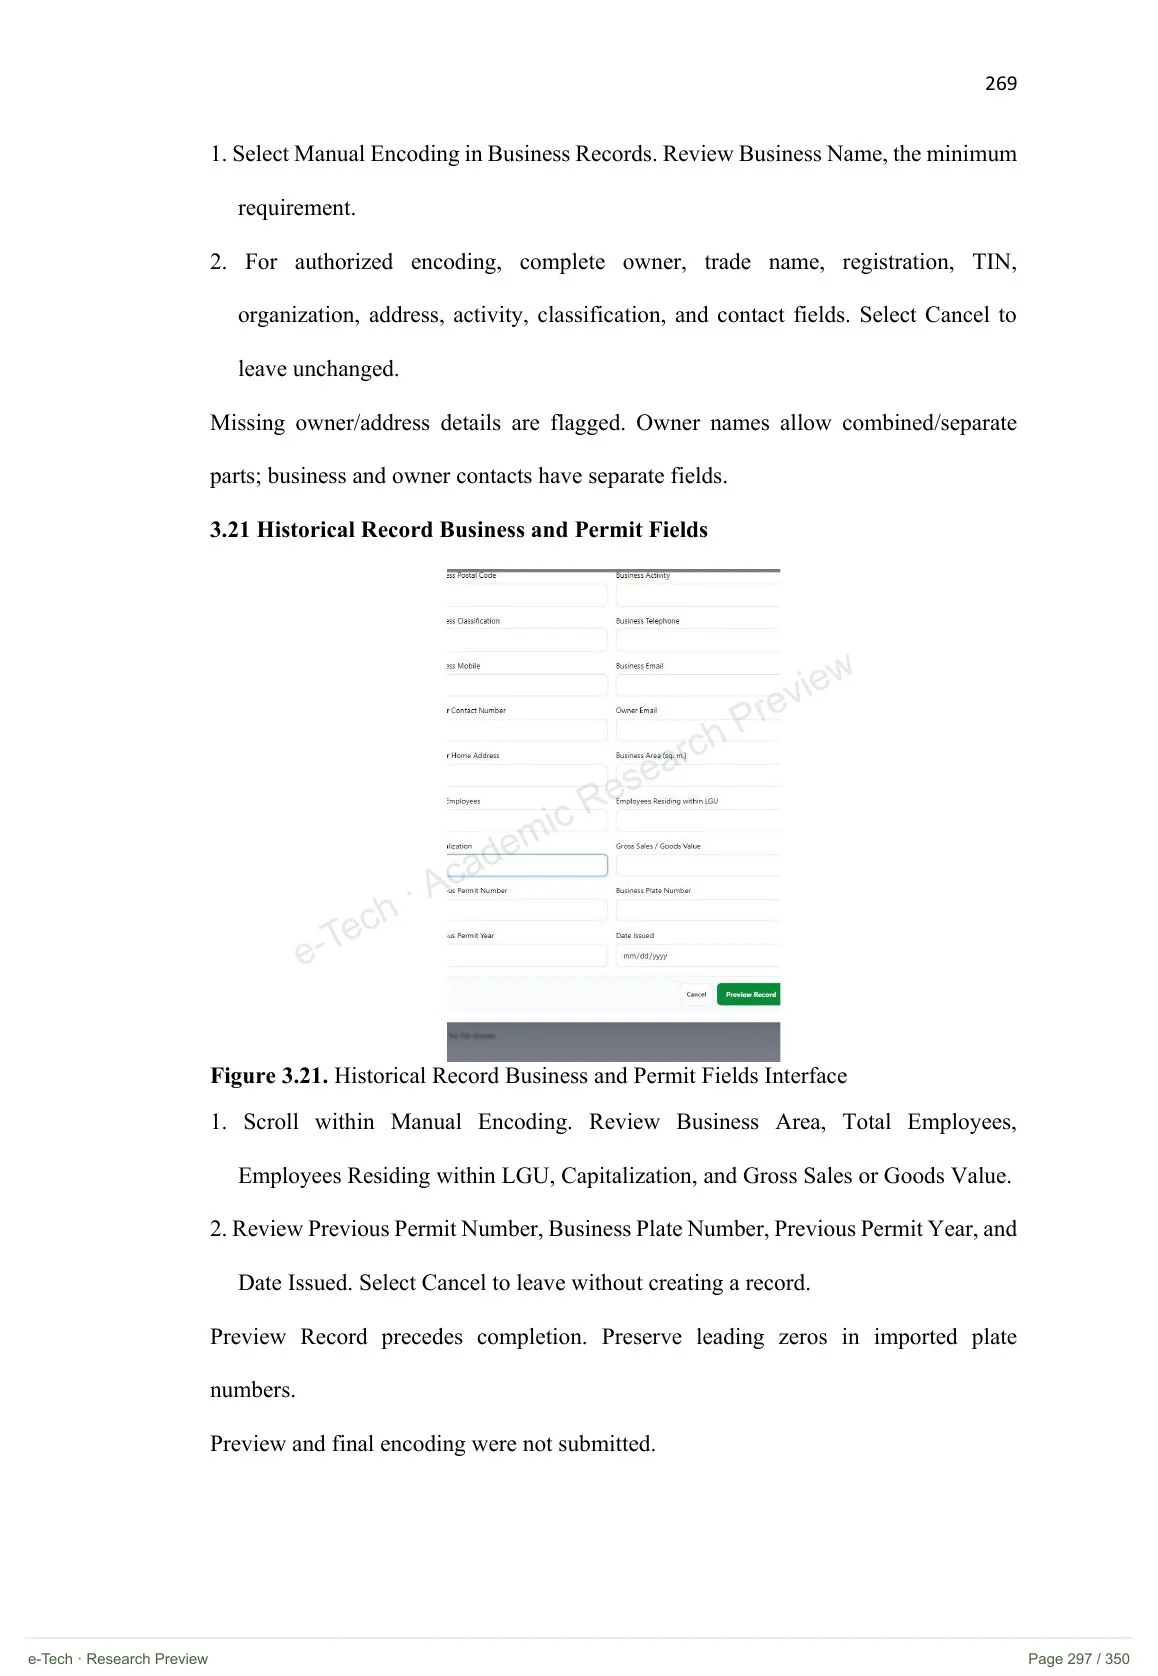 269
1. Select Manual Encoding in Business Records. Review Business Name, the minimum
requirement.
2. For authorized encoding, complete owner, trade name, registration, TIN,
organization, address, activity, classification, and contact fields. Select Cancel to
leave unchanged.
Missing owner/address details are flagged. Owner names allow combined/separate
parts; business and owner contacts have separate fields.
3.21 Historical Record Business and Permit Fields
ess Postal Code Business Activity
ess Classification Business Telephone
ess Mobile Business Email
r Contact Number Owner Email
r Home Address Business Area (sq. m.)
Employees Employees Residing within LGU
alization Gross Sales / Goods Value
us Permit Number Business Plate Number
us Permit Year Date Issued
mm/dd/yyyy
Cancel Preview Record
e-Tech · Academic Research Preview
Figure 3.21. Historical Record Business and Permit Fields Interface
1. Scroll within Manual Encoding. Review Business Area, Total Employees,
Employees Residing within LGU, Capitalization, and Gross Sales or Goods Value.
2. Review Previous Permit Number, Business Plate Number, Previous Permit Year, and
Date Issued. Select Cancel to leave without creating a record.
Preview Record precedes completion. Preserve leading zeros in imported plate
numbers.
Preview and final encoding were not submitted.
e-Tech · Research Preview Page 297 / 350